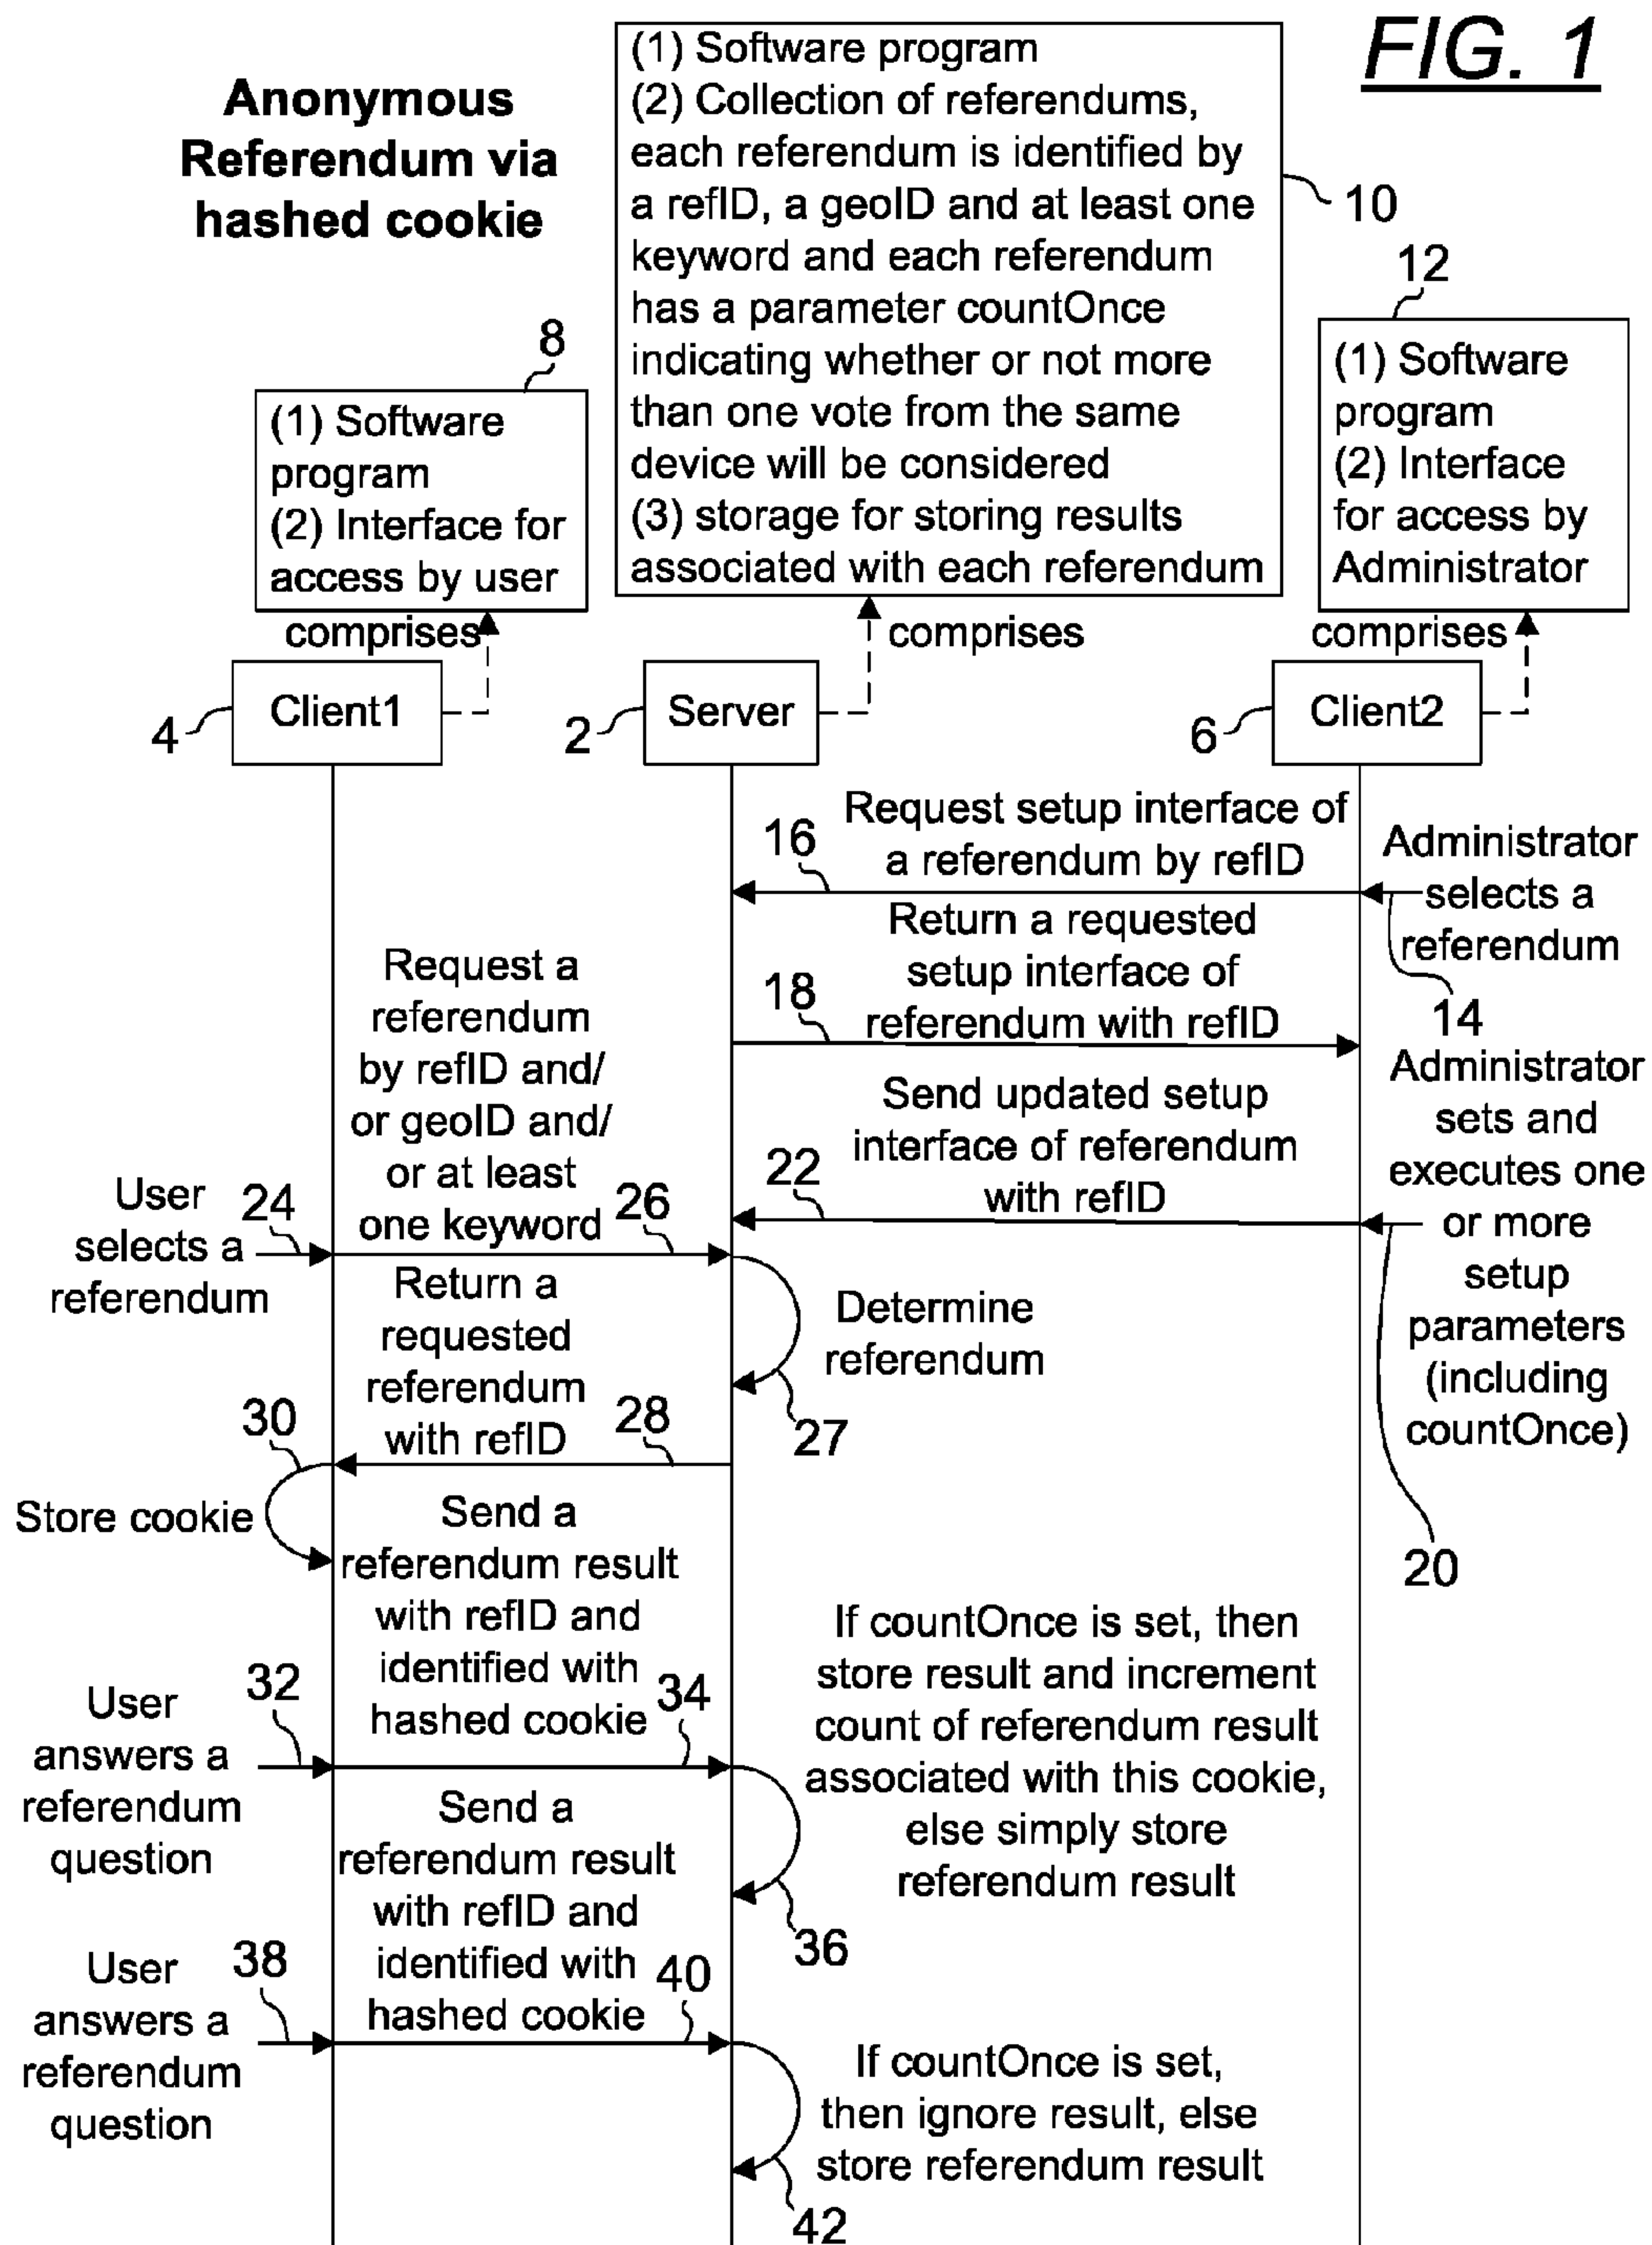 FIG. 1
Anonymous
Referendum via
hashed cookie
(1) Software program
(2) Collection of referendums,
each referendum is identified by
a refID, a geoID and at least one
keyword and each referendum
has a parameter countOnce
indicating whether or not more
than one vote from the same
device will be considered
(3) storage for storing results
associated with each referendum
10
12
(1) Software
program
(2) Interface
for access by
Administrator
8
(1) Software
program
(2) Interface for
access by user
comprises
comprises
comprises
4
Client1
2
Server
6
Client2
Request setup interface of
a referendum by refID
16
Administrator
selects a
referendum
14
Return a requested
setup interface of
referendum with refID
18
Administrator
sets and
executes one
or more
setup
parameters
(including
countOnce)
20
Send updated setup
interface of referendum
with refID
22
Request a
referendum
by refID and/
or geoID and/
or at least
one keyword
User
selects a
referendum
24
26
Determine
referendum
27
Return a
requested
referendum
with refID
28
30
Store cookie
Send a
referendum result
with refID and
identified with
hashed cookie
User
answers a
referendum
question
32
34
If countOnce is set, then
store result and increment
count of referendum result
associated with this cookie,
else simply store
referendum result
36
Send a
referendum result
with refID and
identified with
hashed cookie
User
answers a
referendum
question
38
40
If countOnce is set,
then ignore result, else
store referendum result
42